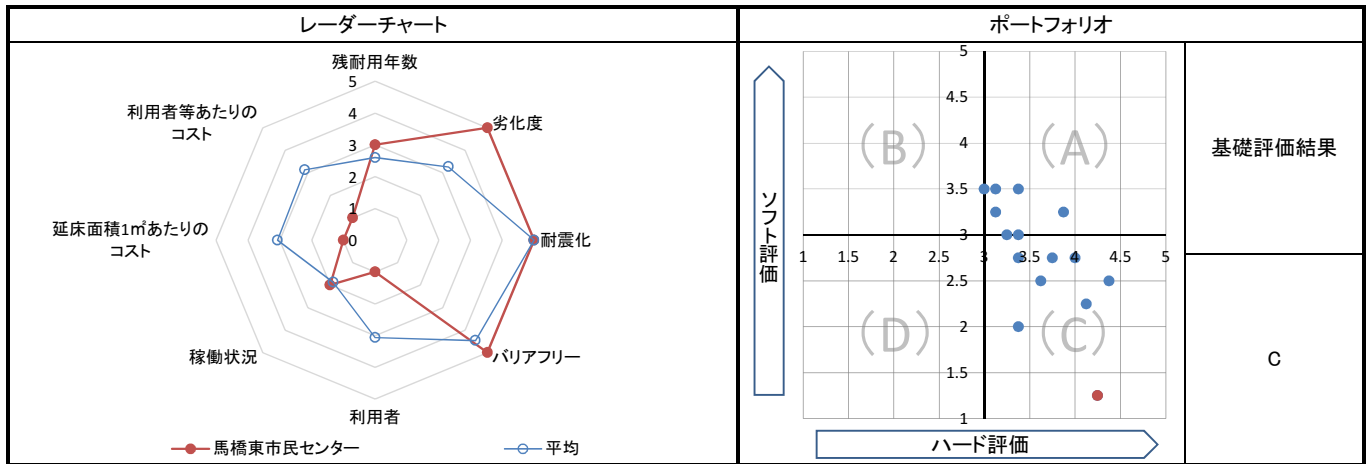 レーダーチャート
残耐用年数
劣化度
耐震化
バリアフリー
利用者
稼働状況
延床面積1㎡あたりの
コスト
利用者等あたりの
コスト
5
4
3
2
1
0
馬橋東市民センター
平均
ポートフォリオ
ソフト評価
5
4.5
4
3.5
3
2.5
2
1.5
1
1 1.5 2 2.5 3 3.5 4 4.5 5
(B)
(A)
(D)
(C)
ハード評価
基礎評価結果
C